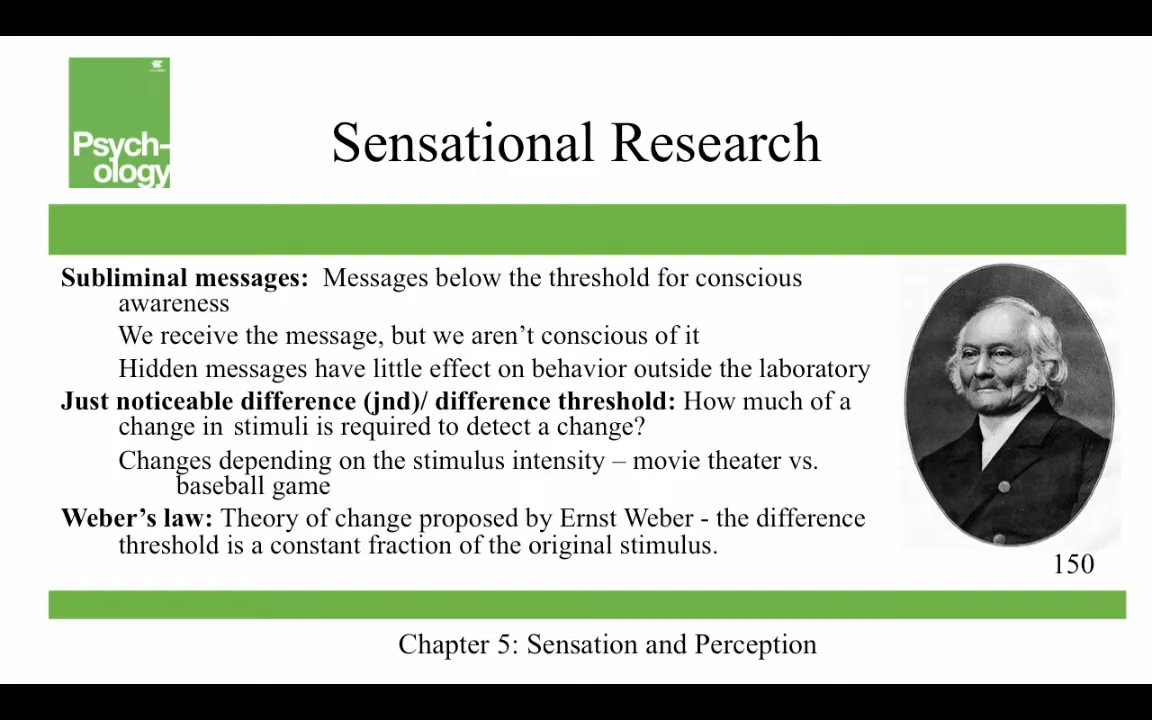 Psych-
ology
Sensational Research
Subliminal messages: Messages below the threshold for conscious
awareness
We receive the message, but we aren’t conscious of it
Hidden messages have little effect on behavior outside the laboratory
Just noticeable difference (jnd)/ difference threshold: How much of a
change in stimuli is required to detect a change?
Changes depending on the stimulus intensity – movie theater vs.
baseball game
Weber’s law: Theory of change proposed by Ernst Weber - the difference
threshold is a constant fraction of the original stimulus.
150
Chapter 5: Sensation and Perception